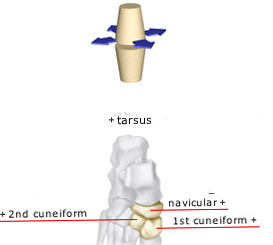 + tarsus
navicular +
+ 2nd cuneiform
1st cuneiform +